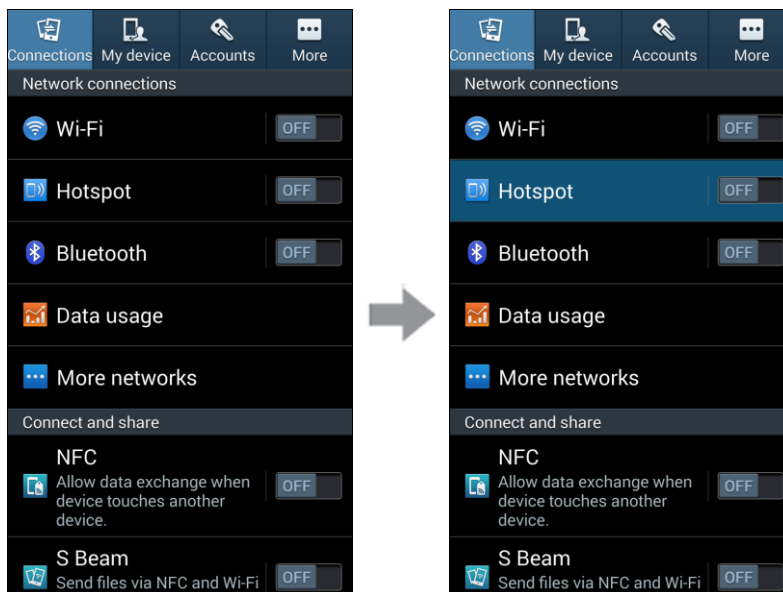 Connections My device Accounts More
Network connections
Wi-Fi OFF
Hotspot OFF
Bluetooth OFF
Data usage
More networks
Connect and share
NFC
Allow data exchange when
device touches another
device.
OFF
S Beam
Send files via NFC and Wi-Fi OFF
Connections My device Accounts More
Network connections
Wi-Fi OFF
Hotspot OFF
Bluetooth OFF
Data usage
More networks
Connect and share
NFC
Allow data exchange when
device touches another
device.
OFF
S Beam
Send files via NFC and Wi-Fi OFF